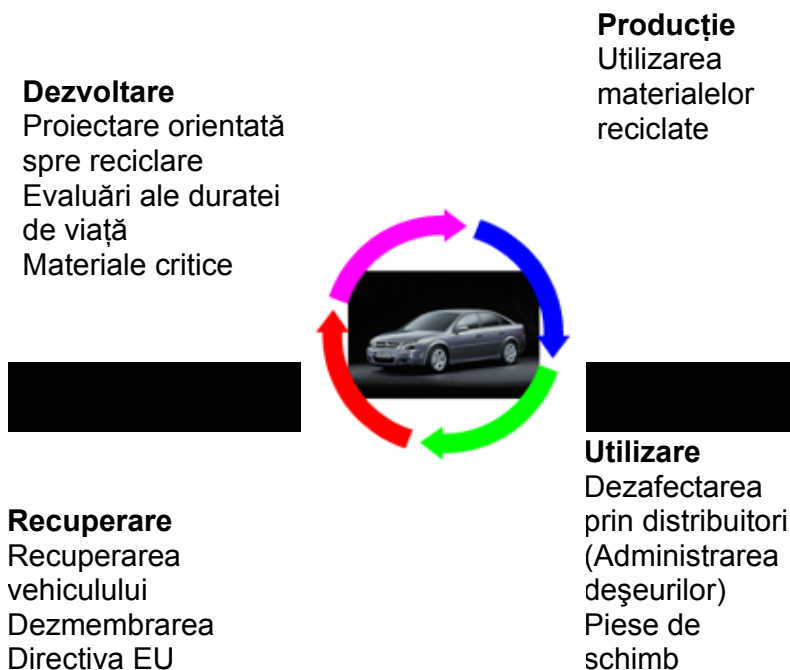 Producție
Utilizarea
materialelor
reciclate
Dezvoltare
Proiectare orientată
spre reciclare
Evaluări ale duratei
de viață
Materiale critice
Utilizare
Dezafectarea
prin distribuitori
(Administrarea
deşeurilor)
Piese de
schimb
Recuperare
Recuperarea
vehiculului
Dezmembrarea
Directiva EU